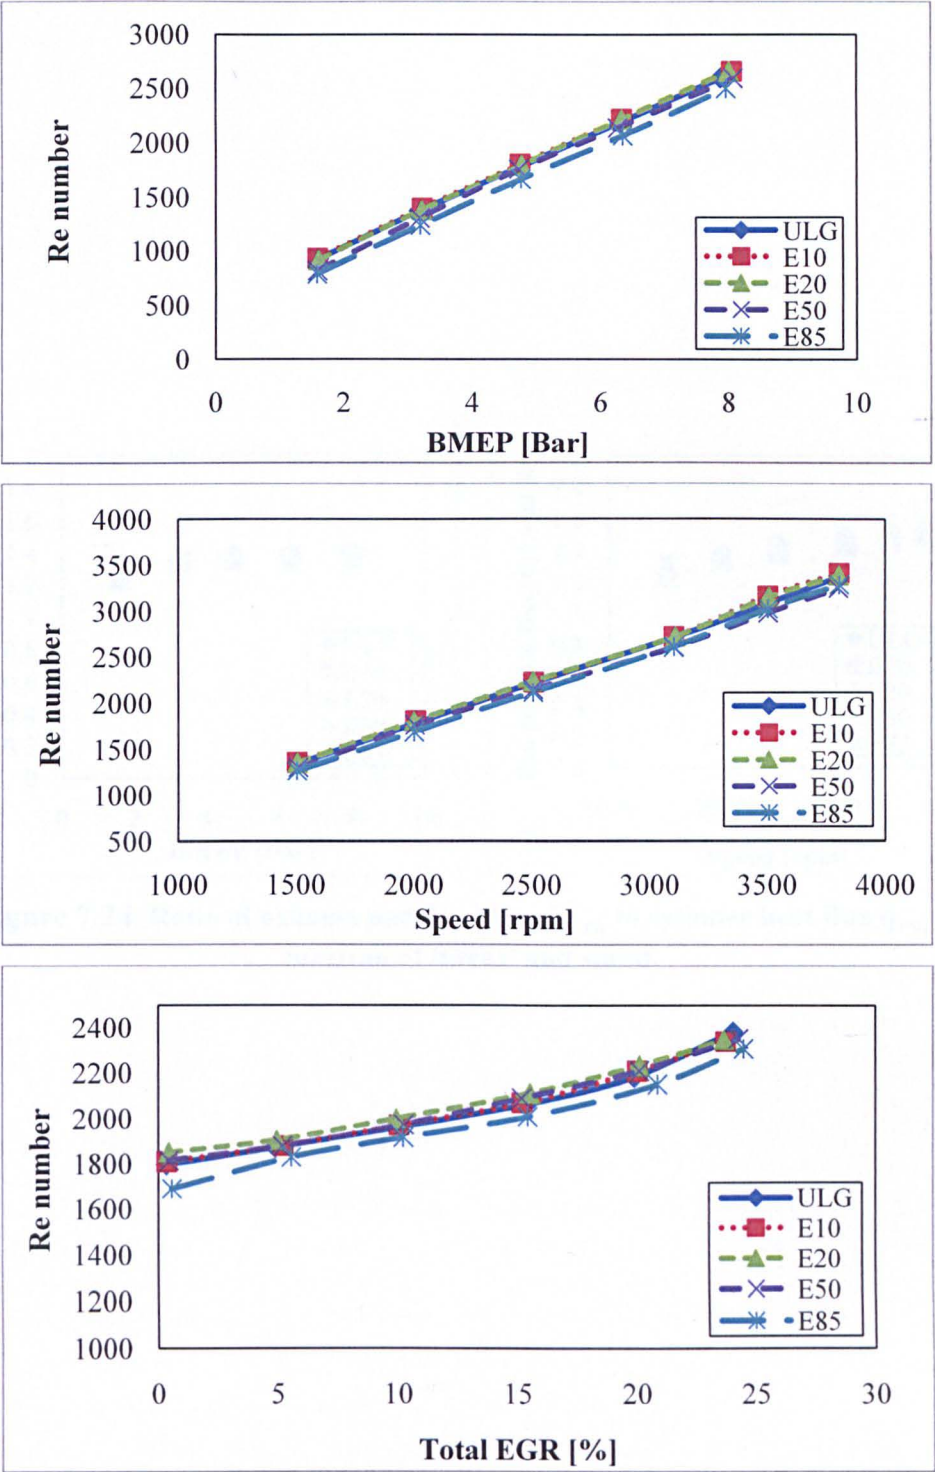 3000
2500
2000
1500
1000
500
0
Re number
0 2 4 6 8 10
BMEP [Bar]
ULG
E10
E20
E50
E85
4000
3500
3000
2500
2000
1500
1000
500
Re number
1000 1500 2000 2500 3000 3500 4000
Speed [rpm]
ULG
E10
E20
E50
E85
2400
2200
2000
1800
1600
1400
1200
1000
Re number
0 5 10 15 20 25 30
Total EGR [%]
ULG
E10
E20
E50
E85